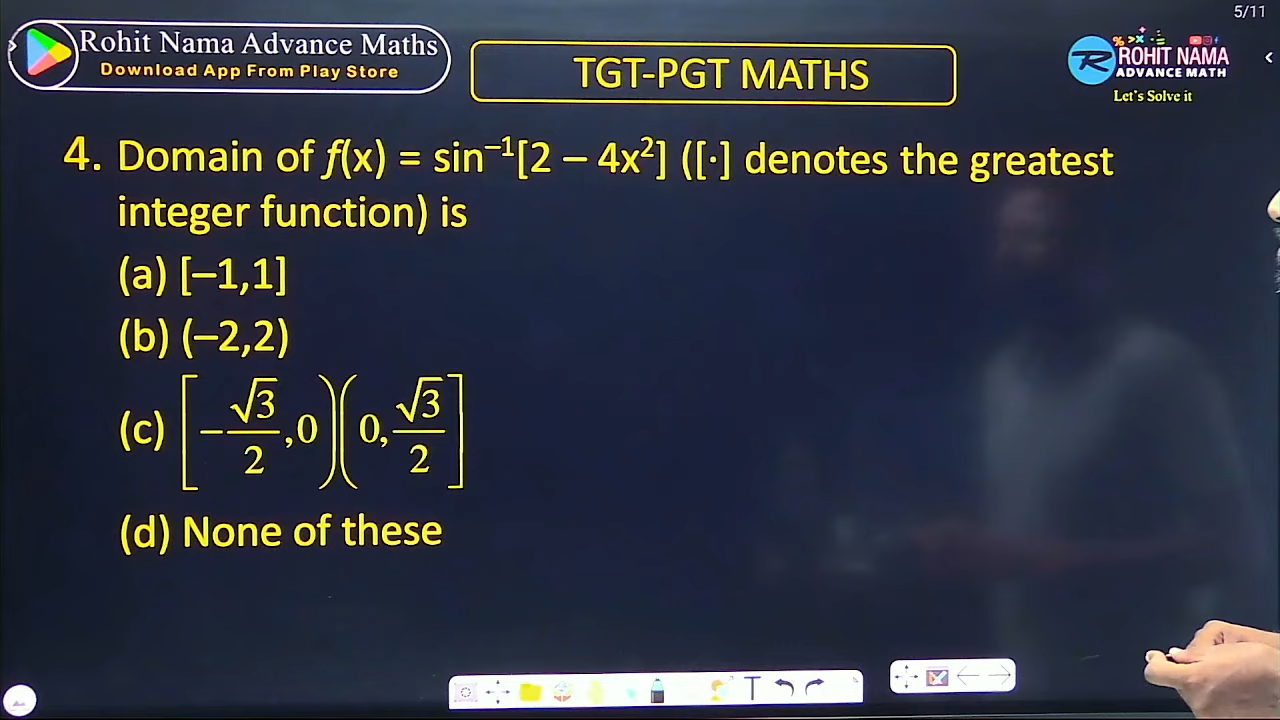 5/11
Rohit Nama Advance Maths
Download App From Play Store
TGT-PGT MATHS
ROHIT NAMA
ADVANCE MATH
Let's Solve it
4. Domain of f(x) = sin⁻¹[2 – 4x²] ([·] denotes the greatest
integer function) is
(a) [–1,1]
(b) (–2,2)
(c) [–√3/2,0)(0,√3/2]
(d) None of these
T